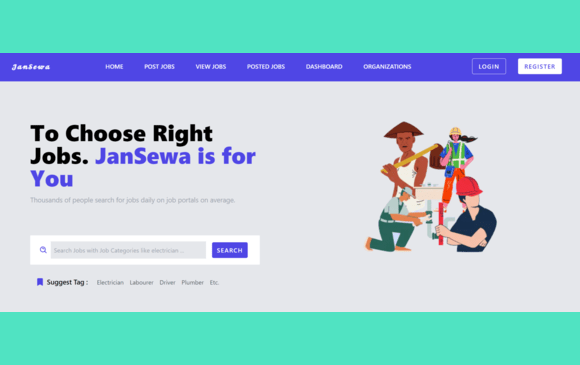 JanSewa
HOME POST JOBS VIEW JOBS POSTED JOBS DASHBOARD ORGANIZATIONS LOGIN REGISTER
To Choose Right
Jobs. JanSewa is for
You
Thousands of people search for jobs daily on job portals on average.
Search Jobs with Job Categories like electrician ... SEARCH
Suggest Tag : Electrician Labourer Driver Plumber Etc.